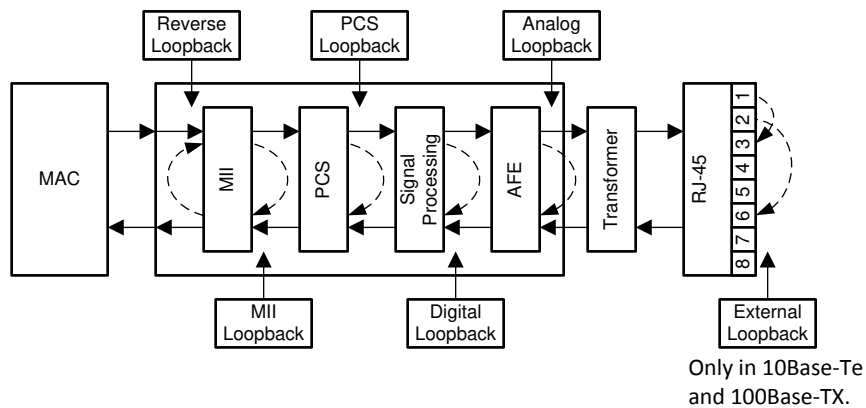 Reverse
Loopback
PCS
Loopback
Analog
Loopback
MAC
MII
PCS
Signal
Processing
AFE
Transformer
RJ-45
1
2
3
4
5
6
7
8
MII
Loopback
Digital
Loopback
External
Loopback
Only in 10Base-Te
and 100Base-TX.